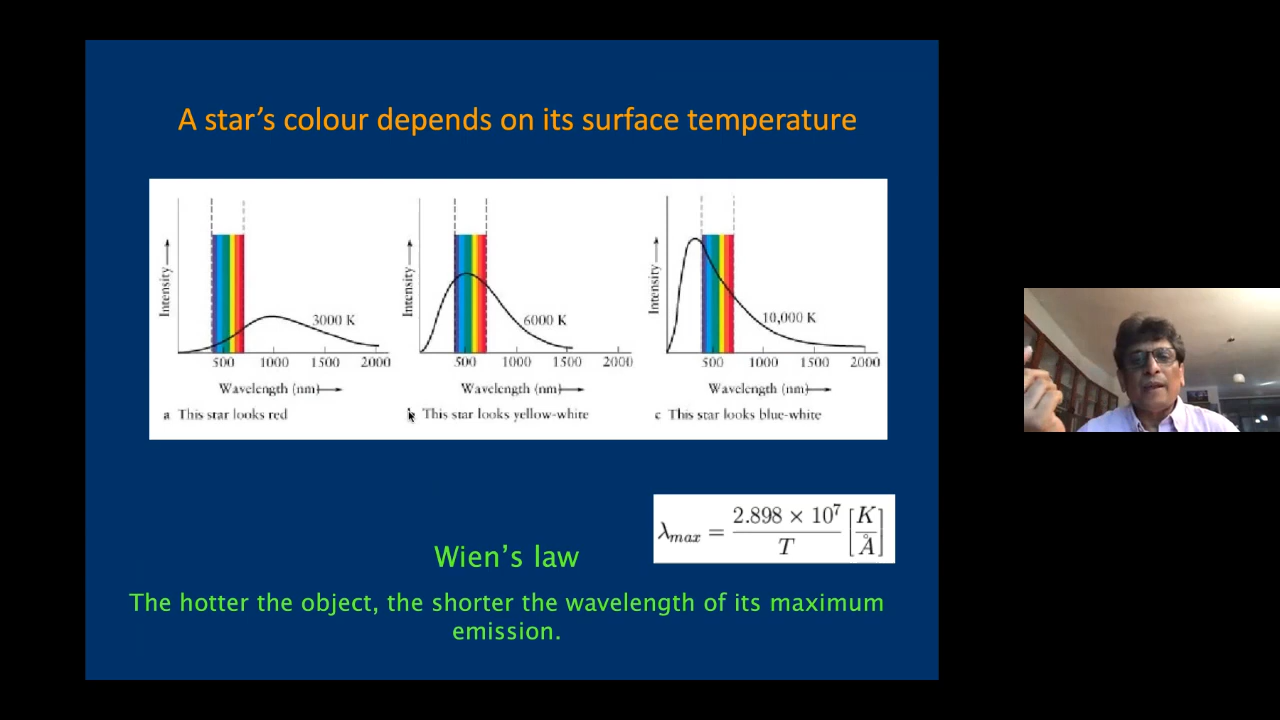 A star’s colour depends on its surface temperature
Intensity
3000 K
500 1000 1500 2000
Wavelength (nm)
a This star looks red
Intensity
6000 K
500 1000 1500 2000
Wavelength (nm)
b This star looks yellow-white
Intensity
10,000 K
500 1000 1500 2000
Wavelength (nm)
c This star looks blue-white
λmax = 2.898 × 10⁷ / T [K/Å]
Wien’s law
The hotter the object, the shorter the wavelength of its maximum
emission.